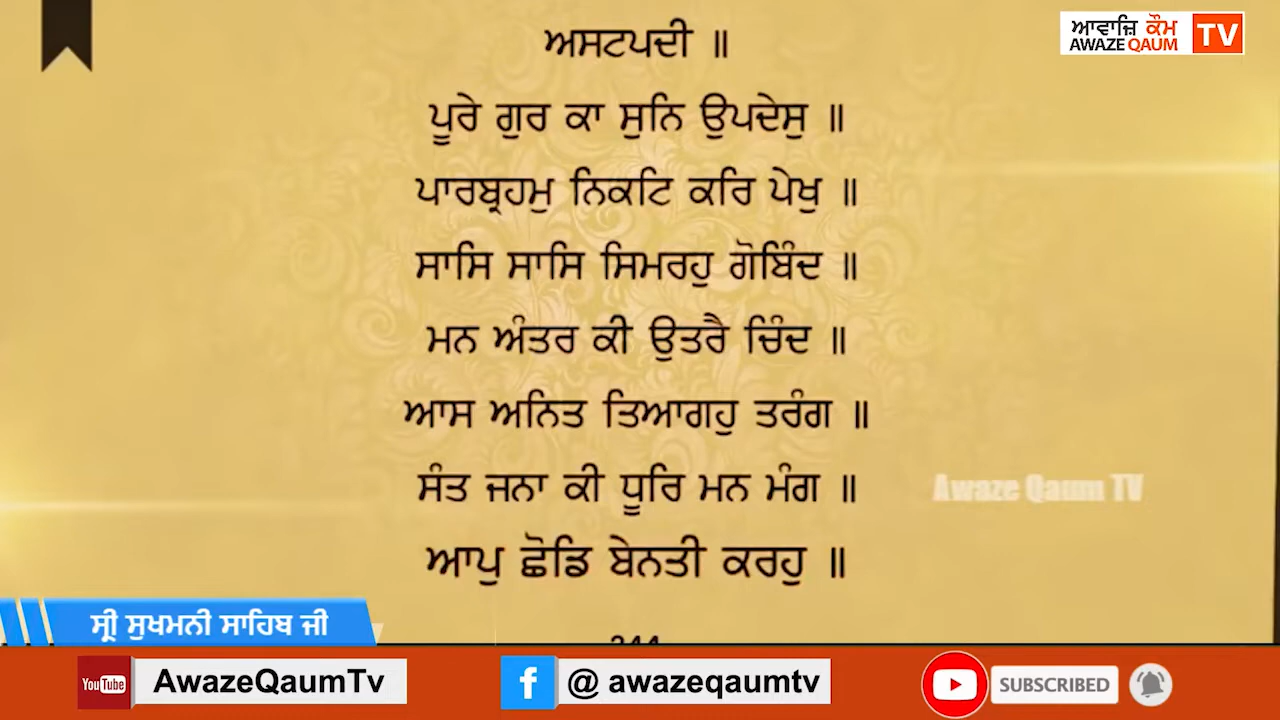 ਆਵਾਜ਼ਿ ਕੌਮ
AWAZE QAUM TV
ਅਸਟਪਦੀ ॥
ਪੂਰੇ ਗੁਰ ਕਾ ਸੁਨਿ ਉਪਦੇਸੁ ॥
ਪਾਰਬ੍ਰਹਮੁ ਨਿਕਟਿ ਕਰਿ ਪੇਖੁ ॥
ਸਾਸਿ ਸਾਸਿ ਸਿਮਰਹੁ ਗੋਬਿੰਦ ॥
ਮਨ ਅੰਤਰ ਕੀ ਉਤਰੈ ਚਿੰਦ ॥
ਆਸ ਅਨਿਤ ਤਿਆਗਹੁ ਤਰੰਗ ॥
ਸੰਤ ਜਨਾ ਕੀ ਧੂਰਿ ਮਨ ਮੰਗ ॥
Awaze Qaum TV
ਆਪੁ ਛੋਡਿ ਬੇਨਤੀ ਕਰਹੁ ॥
ਸ੍ਰੀ ਸੁਖਮਨੀ ਸਾਹਿਬ ਜੀ
YouTube AwazeQaumTv
f @ awazeqaumtv
SUBSCRIBED